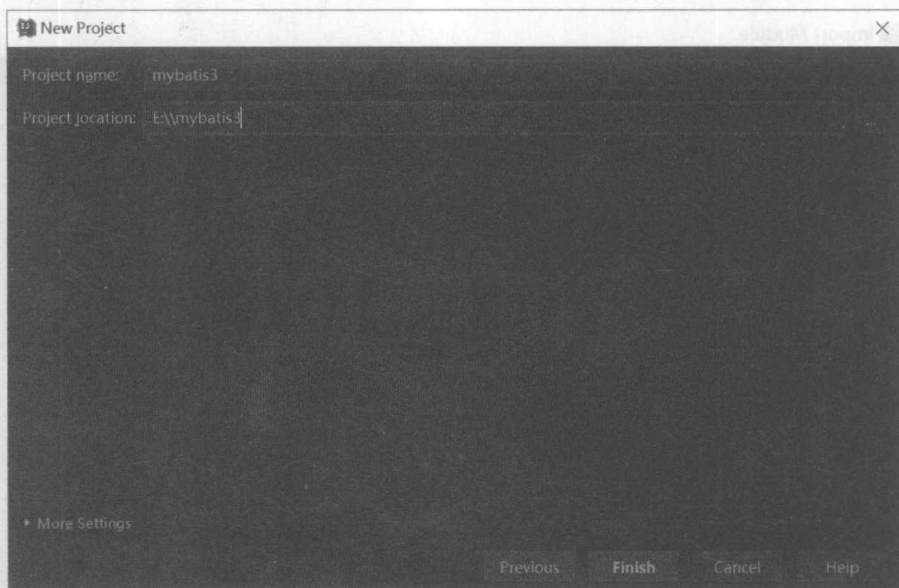 New Project
Project name: mybatis3
Project location: E:\\mybatis3
...
More Settings
Previous Finish Cancel Help